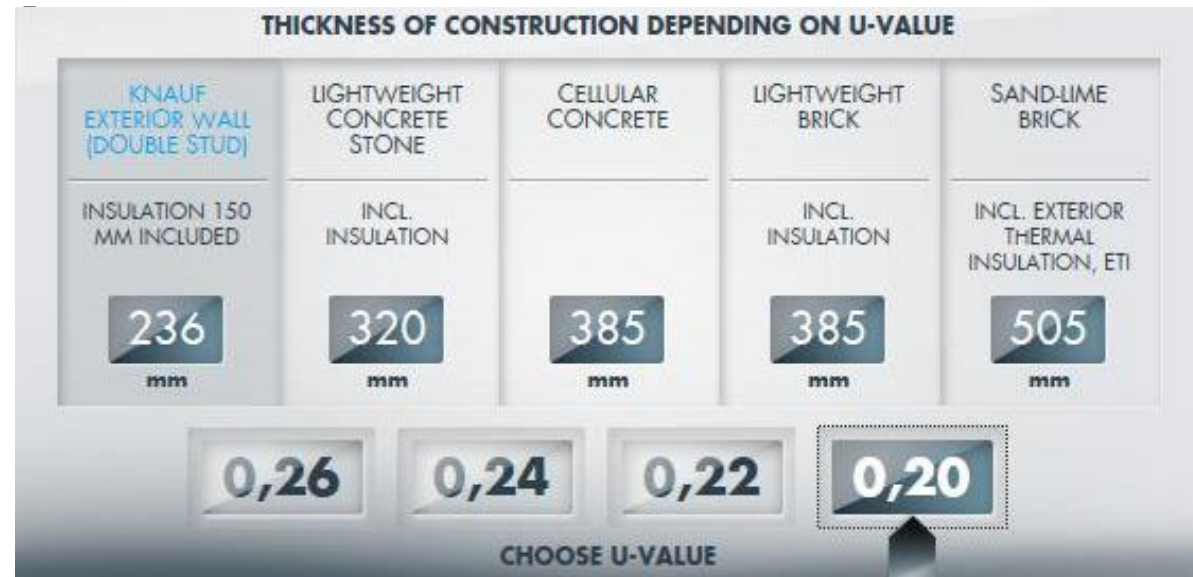 THICKNESS OF CONSTRUCTION DEPENDING ON U-VALUE
KNAUF
EXTERIOR WALL
(DOUBLE STUD)
INSULATION 150
MM INCLUDED
236
mm
LIGHTWEIGHT
CONCRETE
STONE
INCL.
INSULATION
320
mm
CELLULAR
CONCRETE
385
mm
LIGHTWEIGHT
BRICK
INCL.
INSULATION
385
mm
SAND-LIME
BRICK
INCL. EXTERIOR
THERMAL
INSULATION, ETI
505
mm
0,26
0,24
0,22
0,20
CHOOSE U-VALUE